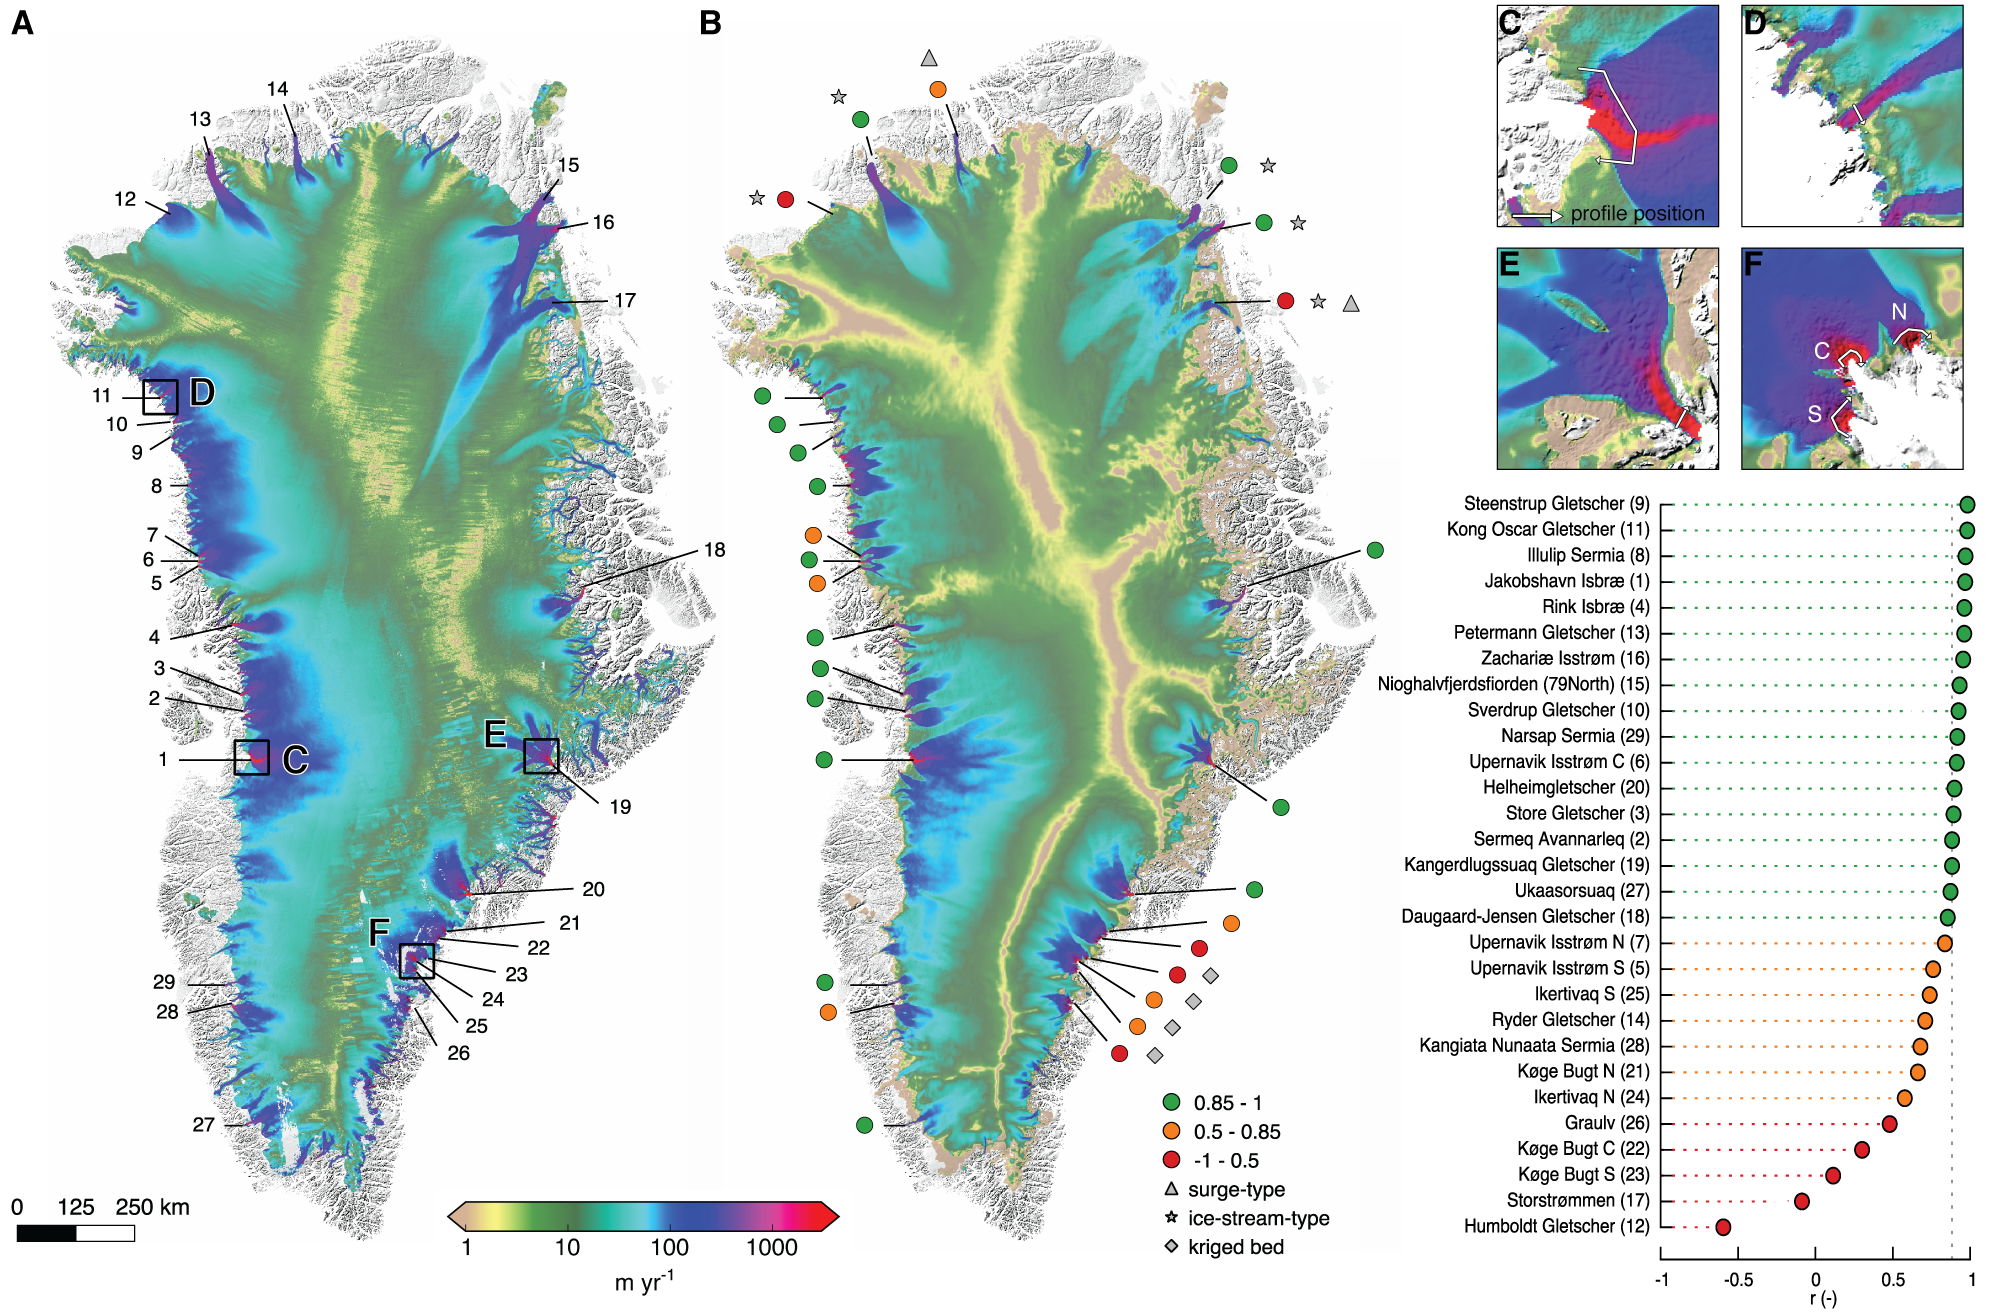 A
14
13
15
12
16
17
11
D
10
9
8
7
18
6
5
4
3
2
E
1
C
19
20
21
F
22
23
29
24
28
25
26
27
0 125 250 km
1 10 100 1000
m yr-1
B
0.85 - 1
0.5 - 0.85
-1 - 0.5
surge-type
ice-stream-type
kriged bed
C
profile position
D
E
F
N
C
S
Steenstrup Gletscher (9)
Kong Oscar Gletscher (11)
Illulip Sermia (8)
Jakobshavn Isbræ (1)
Rink Isbræ (4)
Petermann Gletscher (13)
Zachariæ Isstrøm (16)
Nioghalvfjerdsfiorden (79North) (15)
Sverdrup Gletscher (10)
Narsap Sermia (29)
Upernavik Isstrøm C (6)
Helheimgletscher (20)
Store Gletscher (3)
Sermeq Avannarleq (2)
Kangerdlugssuaq Gletscher (19)
Ukaasorsuaq (27)
Daugaard-Jensen Gletscher (18)
Upernavik Isstrøm N (7)
Upernavik Isstrøm S (5)
Ikertivaq S (25)
Ryder Gletscher (14)
Kangiata Nunaata Sermia (28)
Køge Bugt N (21)
Ikertivaq N (24)
Graulv (26)
Køge Bugt C (22)
Køge Bugt S (23)
Storstrømmen (17)
Humboldt Gletscher (12)
-1 -0.5 0 0.5 1
r (-)